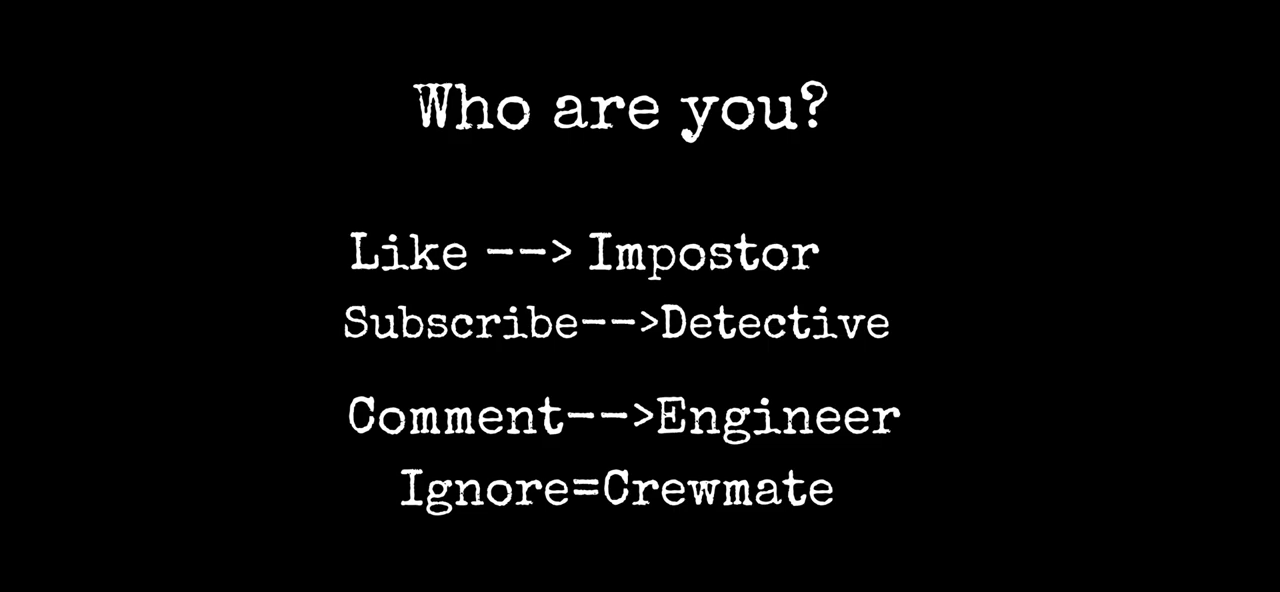 Who are you?
Like --> Impostor
Subscribe-->Detective
Comment-->Engineer
Ignore=Crewmate